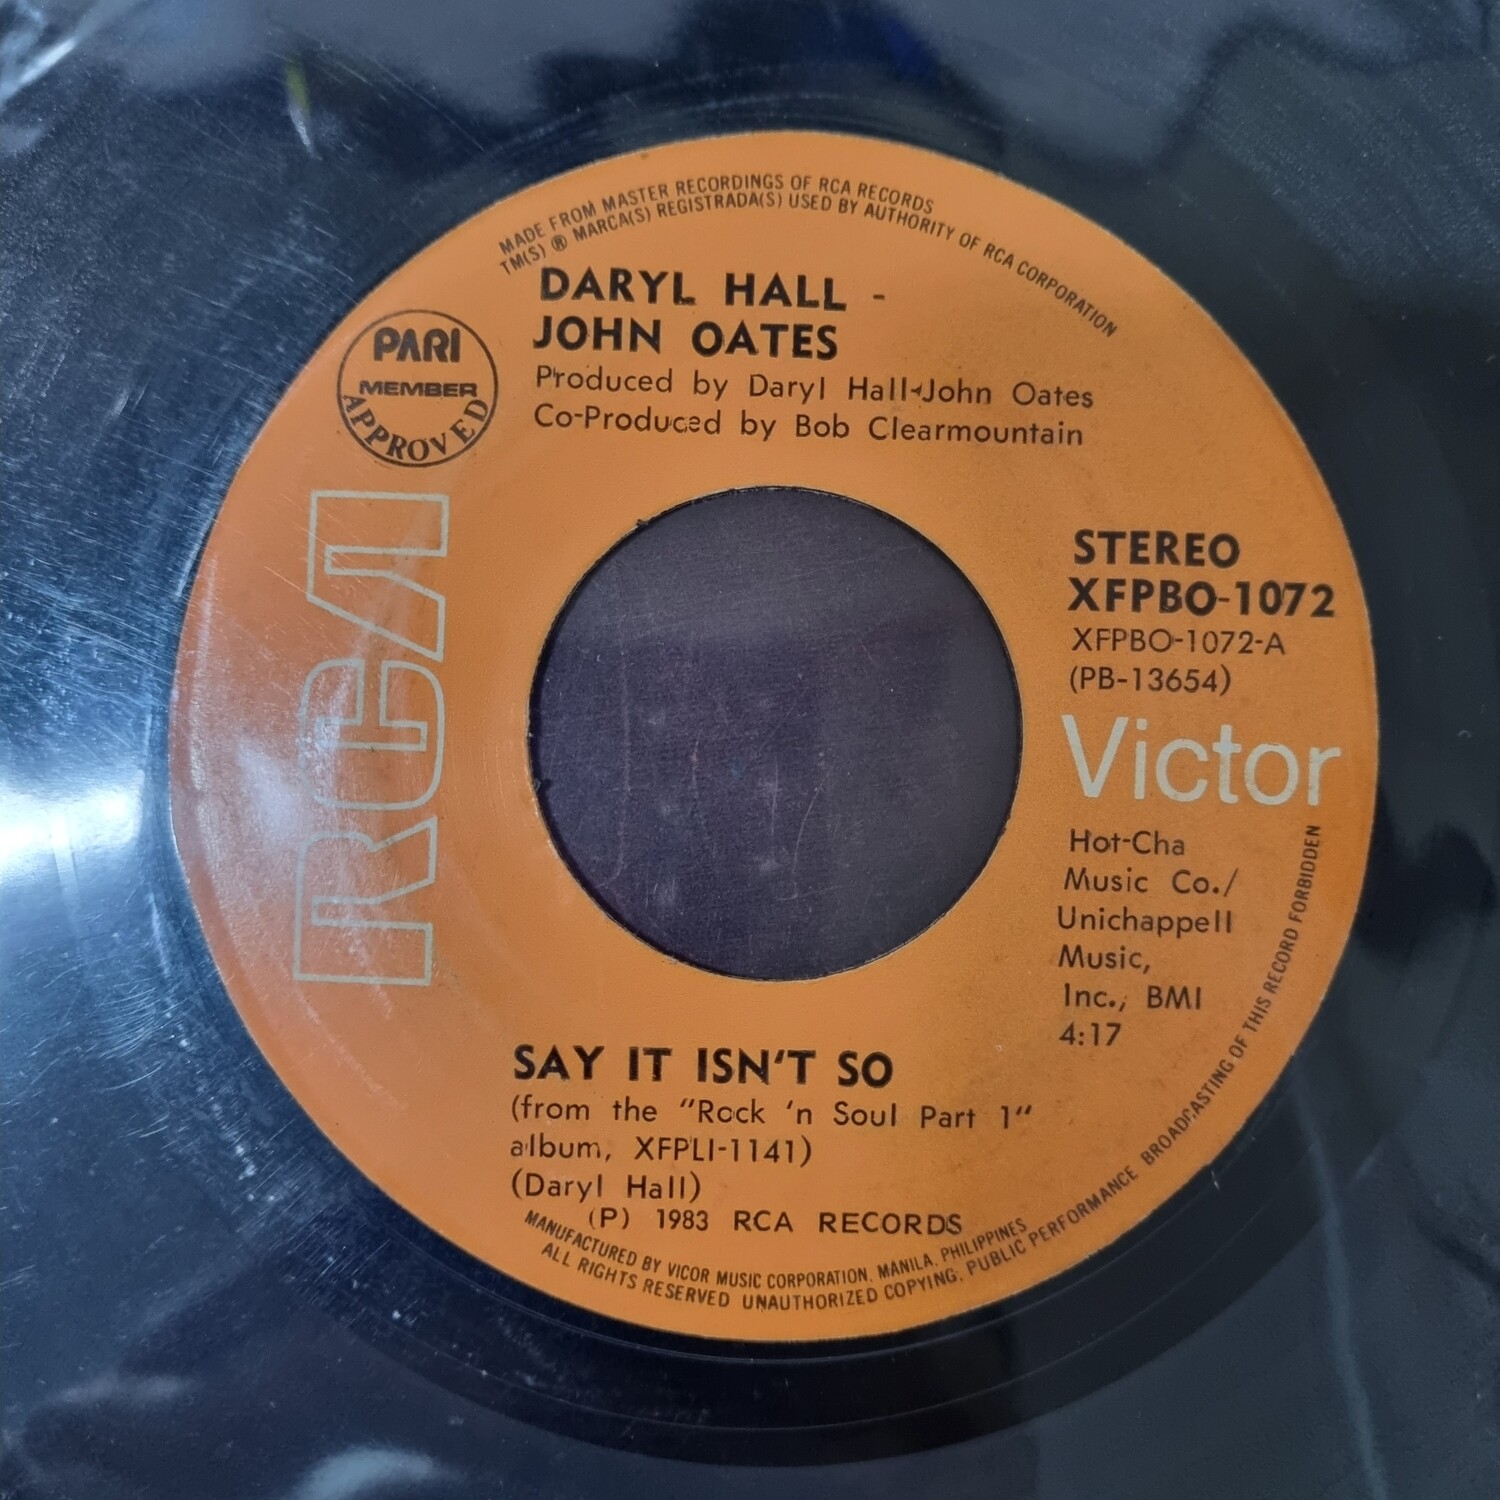 MADE FROM MASTER RECORDINGS OF RCA RECORDS
TM(S) ® MARCA(S) REGISTRADA(S) USED BY AUTHORITY OF RCA CORPORATION
DARYL HALL -
JOHN OATES
Produced by Daryl Hall-John Oates
Co-Produced by Bob Clearmountain
PARI
MEMBER
APPROVED
RCA
STEREO
XFPBO-1072
XFPBO-1072-A
(PB-13654)
Victor
Hot-Cha
Music Co./
Unichappell
Music,
Inc., BMI
4:17
SAY IT ISN'T SO
(from the "Rock 'n Soul Part 1"
album, XFPLI-1141)
(Daryl Hall)
(P) 1983 RCA RECORDS
MANUFACTURED BY VICOR MUSIC CORPORATION, MANILA, PHILIPPINES
ALL RIGHTS RESERVED UNAUTHORIZED COPYING, PUBLIC PERFORMANCE BROADCASTING OF THIS RECORD FORBIDDEN